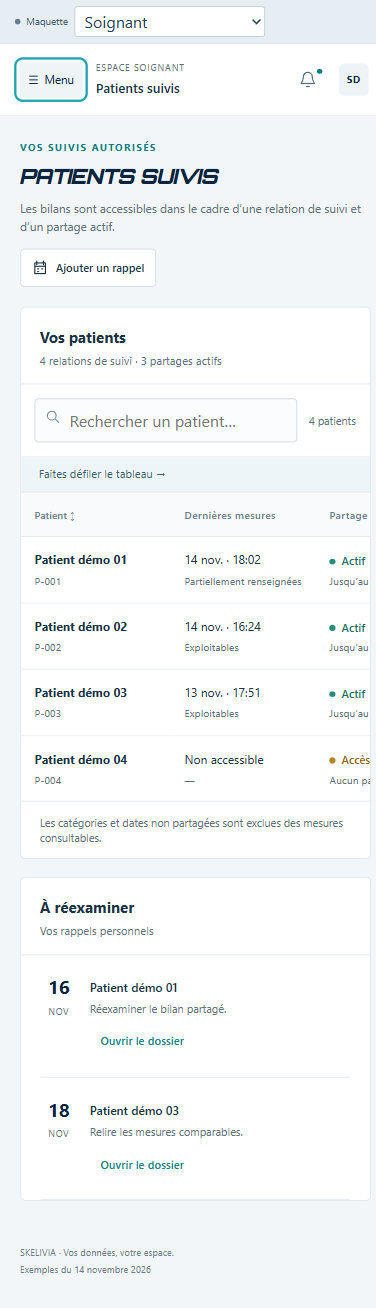 Maquette Soignant
☰ Menu
ESPACE SOIGNANT
Patients suivis
SD
VOS SUIVIS AUTORISÉS
PATIENTS SUIVIS
Les bilans sont accessibles dans le cadre d'une relation de suivi et
d'un partage actif.
Ajouter un rappel
Vos patients
4 relations de suivi · 3 partages actifs
Rechercher un patient...
4 patients
Faites défiler le tableau →
Patient ↕ Dernières mesures Partage
Patient démo 01 14 nov. · 18:02 Actif
P-001 Partiellement renseignées Jusqu'au
Patient démo 02 14 nov. · 16:24 Actif
P-002 Exploitables Jusqu'au
Patient démo 03 13 nov. · 17:51 Actif
P-003 Exploitables Jusqu'au
Patient démo 04 Non accessible Accès
P-004 — Aucun pa
Les catégories et dates non partagées sont exclues des mesures
consultables.
À réexaminer
Vos rappels personnels
16 Patient démo 01
NOV Réexaminer le bilan partagé.
Ouvrir le dossier
18 Patient démo 03
NOV Relire les mesures comparables.
Ouvrir le dossier
SKELIVIA · Vos données, votre espace.
Exemples du 14 novembre 2026